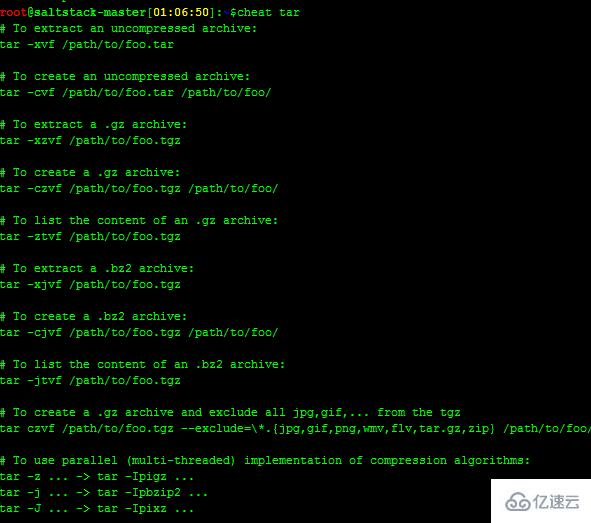 root@saltstack-master[01:06:50]:~$cheat tar
# To extract an uncompressed archive:
tar -xvf /path/to/foo.tar
# To create an uncompressed archive:
tar -cvf /path/to/foo.tar /path/to/foo/
# To extract a .gz archive:
tar -xzvf /path/to/foo.tgz
# To create a .gz archive:
tar -czvf /path/to/foo.tgz /path/to/foo/
# To list the content of an .gz archive:
tar -ztvf /path/to/foo.tgz
# To extract a .bz2 archive:
tar -xjvf /path/to/foo.tgz
# To create a .bz2 archive:
tar -cjvf /path/to/foo.tgz /path/to/foo/
# To list the content of an .bz2 archive:
tar -jtvf /path/to/foo.tgz
# To create a .gz archive and exclude all jpg,gif,... from the tgz
tar czvf /path/to/foo.tgz --exclude=\*.{jpg,gif,png,wmv,flv,tar.gz,zip} /path/to/foo/
# To use parallel (multi-threaded) implementation of compression algorithms:
tar -z ... -> tar -Ipigz ...
tar -j ... -> tar -Ipbzip2 ...
tar -J ... -> tar -Ipixz ...
亿速云